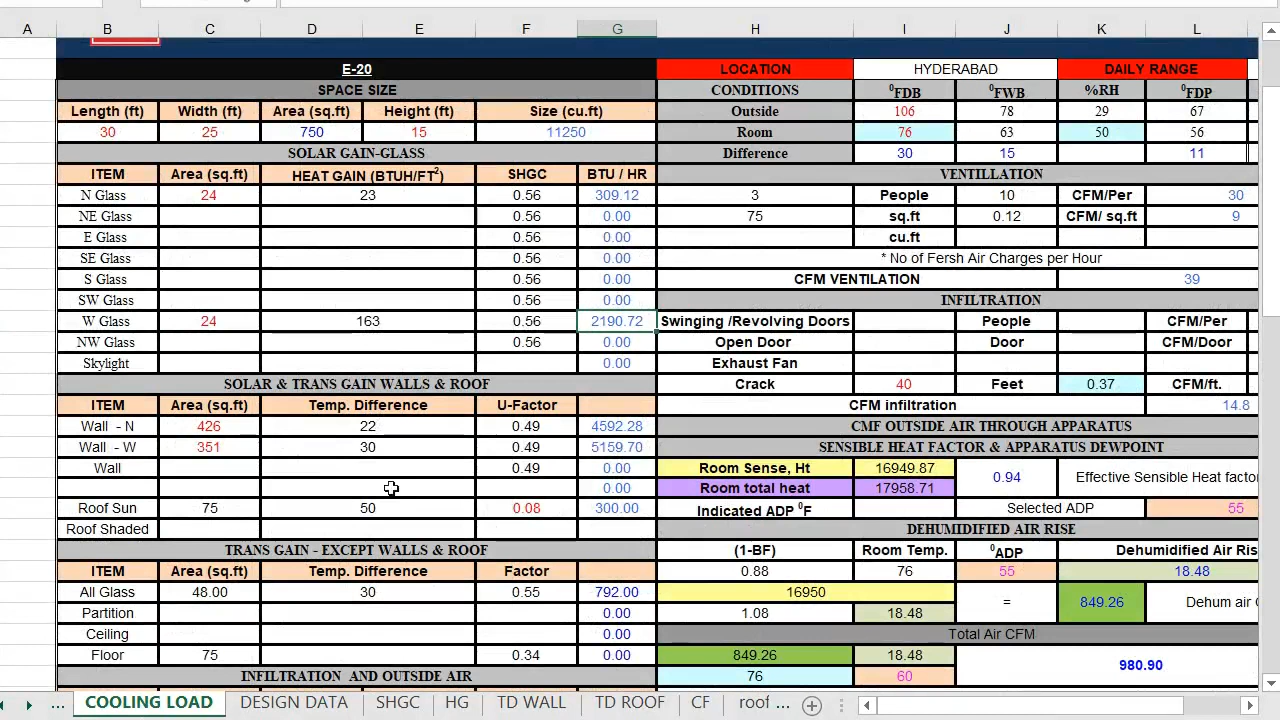 A B C D E F G H I J K L
E-20 LOCATION HYDERABAD DAILY RANGE
SPACE SIZE CONDITIONS ⁰FDB ⁰FWB %RH ⁰FDP
Length (ft) Width (ft) Area (sq.ft) Height (ft) Size (cu.ft) Outside 106 78 29 67
30 25 750 15 11250 Room 76 63 50 56
SOLAR GAIN-GLASS Difference 30 15 11
ITEM Area (sq.ft) HEAT GAIN (BTUH/FT²) SHGC BTU / HR VENTILLATION
N Glass 24 23 0.56 309.12 3 People 10 CFM/Per 30
NE Glass 0.56 0.00 75 sq.ft 0.12 CFM/ sq.ft 9
E Glass 0.56 0.00 cu.ft
SE Glass 0.56 0.00 * No of Fersh Air Charges per Hour
S Glass 0.56 0.00 CFM VENTILATION 39
SW Glass 0.56 0.00 INFILTRATION
W Glass 24 163 0.56 2190.72 Swinging /Revolving Doors People CFM/Per
NW Glass 0.56 0.00 Open Door Door CFM/Door
Skylight 0.00 Exhaust Fan
SOLAR & TRANS GAIN WALLS & ROOF Crack 40 Feet 0.37 CFM/ft.
ITEM Area (sq.ft) Temp. Difference U-Factor CFM infiltration 14.8
Wall - N 426 22 0.49 4592.28 CMF OUTSIDE AIR THROUGH APPARATUS
Wall - W 351 30 0.49 5159.70 SENSIBLE HEAT FACTOR & APPARATUS DEWPOINT
Wall 0.49 0.00 Room Sense, Ht 16949.87 0.94 Effective Sensible Heat factor
0.00 Room total heat 17958.71
Roof Sun 75 50 0.08 300.00 Indicated ADP ⁰F Selected ADP 55
Roof Shaded DEHUMIDIFIED AIR RISE
TRANS GAIN - EXCEPT WALLS & ROOF (1-BF) Room Temp. ⁰ADP Dehumidified Air Ris
ITEM Area (sq.ft) Temp. Difference Factor 0.88 76 55 18.48
All Glass 48.00 30 0.55 792.00 16950 = 849.26 Dehum air
Partition 0.00 1.08 18.48
Ceiling 0.00 Total Air CFM
Floor 75 0.34 0.00 849.26 18.48 980.90
INFILTRATION AND OUTSIDE AIR 76 60
... COOLING LOAD DESIGN DATA SHGC HG TD WALL TD ROOF CF roof ...